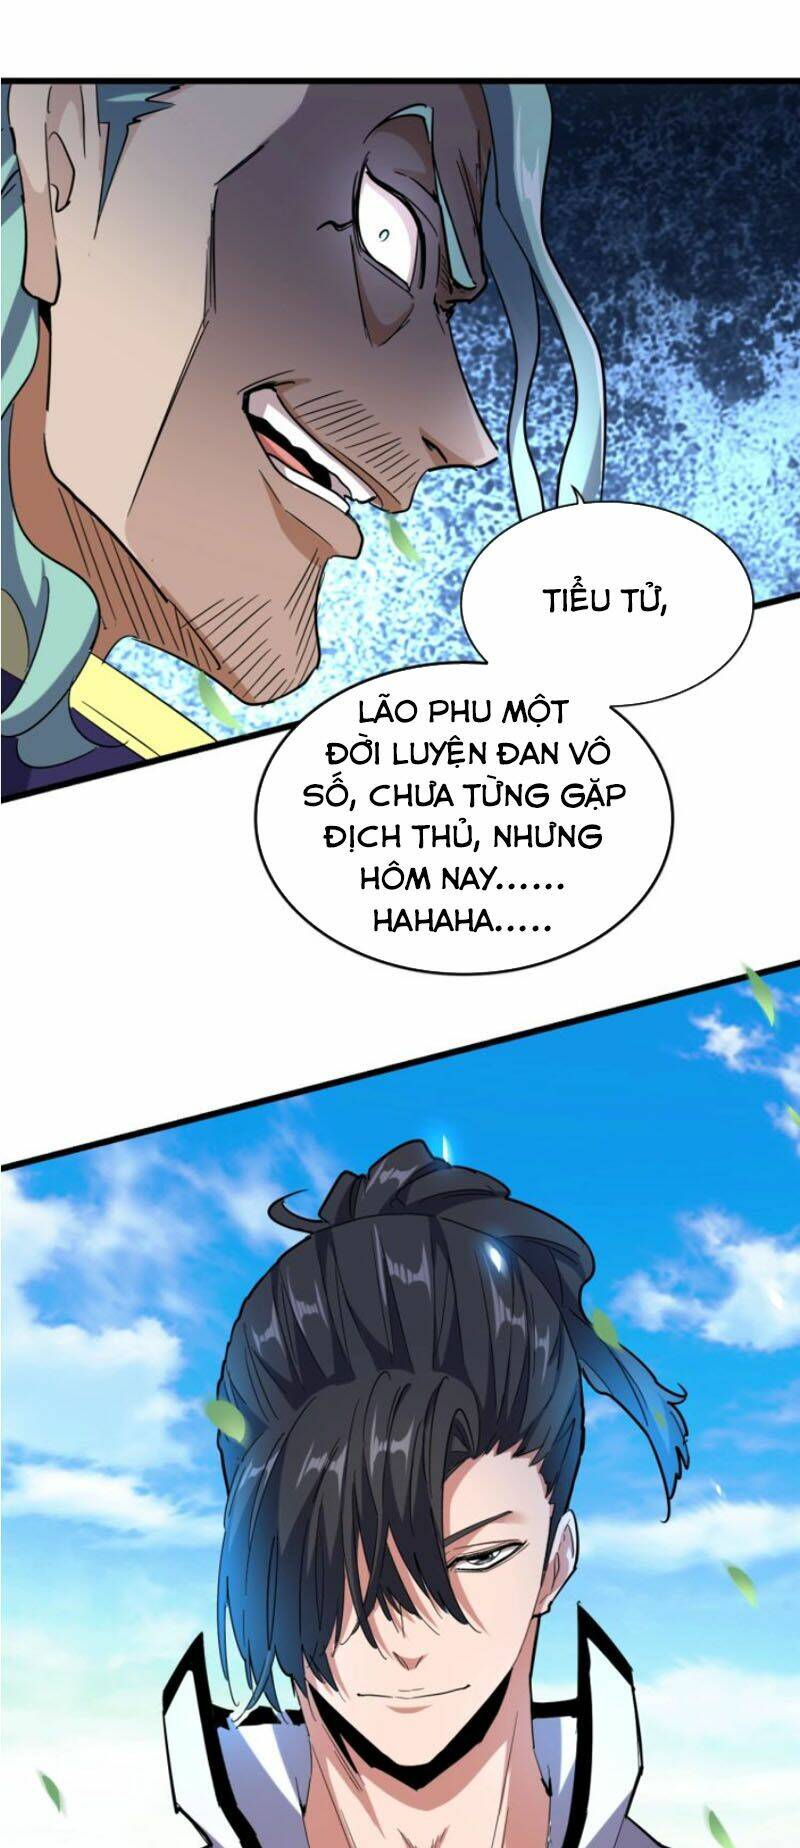 TIỂU TỬ,
LÃO PHU MỘT
ĐỜI LUYỆN ĐAN VÔ
SỐ, CHƯA TỪNG GẶP
ĐỊCH THỦ, NHƯNG
HÔM NAY......
HAHAHA.....